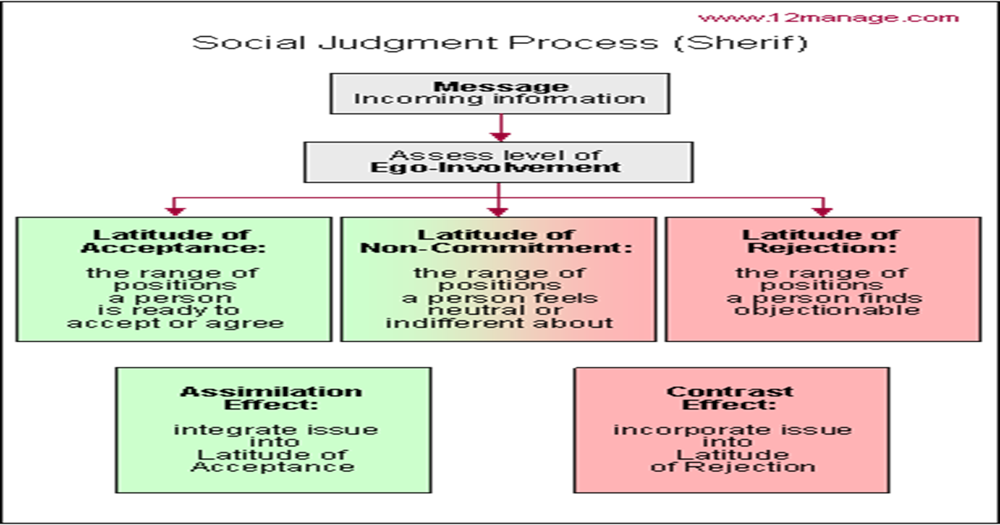 www.12manage.com
Social Judgment Process (Sherif)
Message
Incoming information
Assess level of
Ego-Involvement
Latitude of
Acceptance:
the range of
positions
a person
is ready to
accept or agree
Latitude of
Non-Commitment:
the range of
positions
a person feels
neutral or
indifferent about
Latitude of
Rejection:
the range of
positions
a person finds
objectionable
Assimilation
Effect:
integrate issue
into
Latitude of
Acceptance
Contrast
Effect:
incorporate issue
into
Latitude
of Rejection